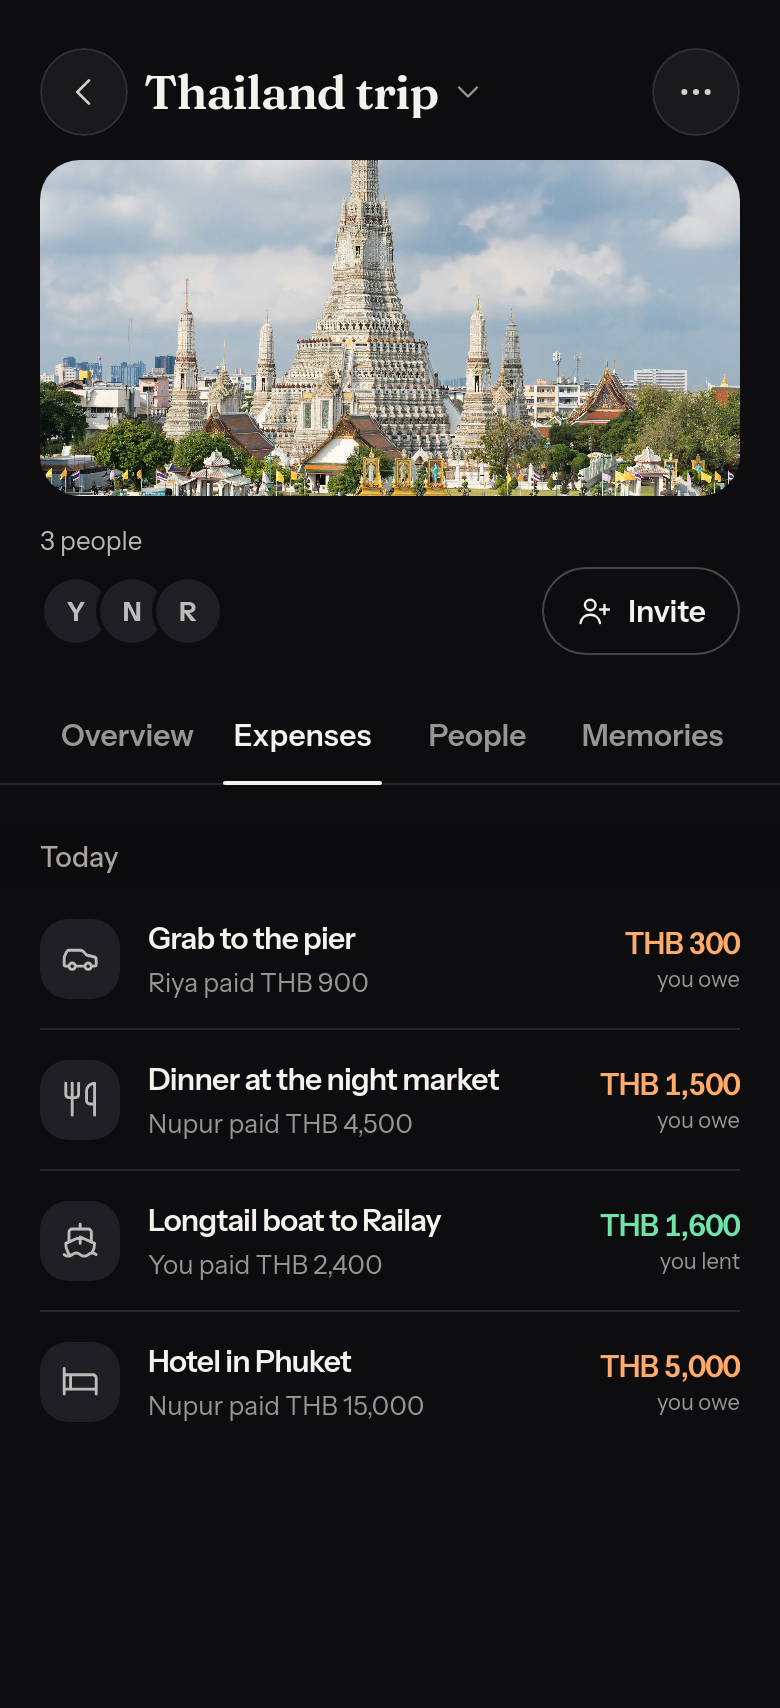 Thailand trip
3 people
Y N R
Invite
Overview Expenses People Memories
Today
Grab to the pier
THB 300
Riya paid THB 900
you owe
Dinner at the night market
THB 1,500
Nupur paid THB 4,500
you owe
Longtail boat to Railay
THB 1,600
You paid THB 2,400
you lent
Hotel in Phuket
THB 5,000
Nupur paid THB 15,000
you owe